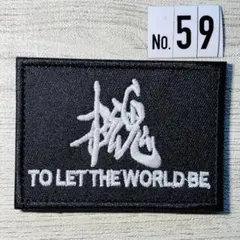 No. 59
TO LET THE WORLD BE